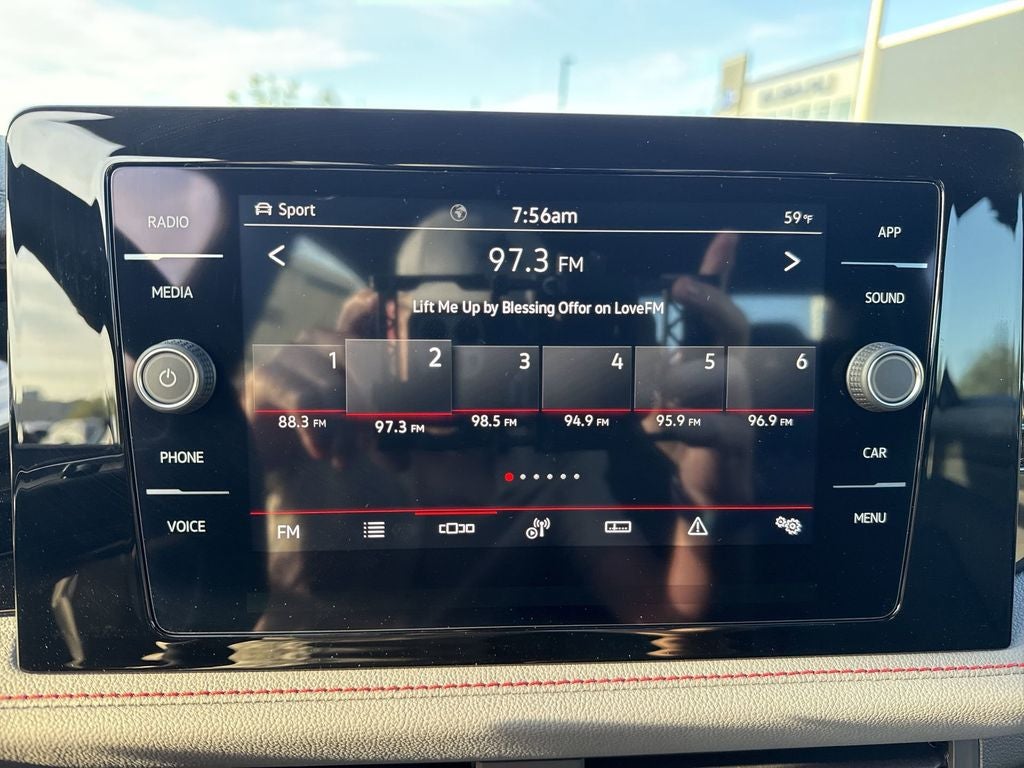 RADIO
MEDIA
PHONE
VOICE
Sport 7:56am 59°F
< 97.3 FM >
Lift Me Up by Blessing Offor on LoveFM
1 2 3 4 5 6
88.3 FM 97.3 FM 98.5 FM 94.9 FM 95.9 FM 96.9 FM
FM
APP
SOUND
CAR
MENU